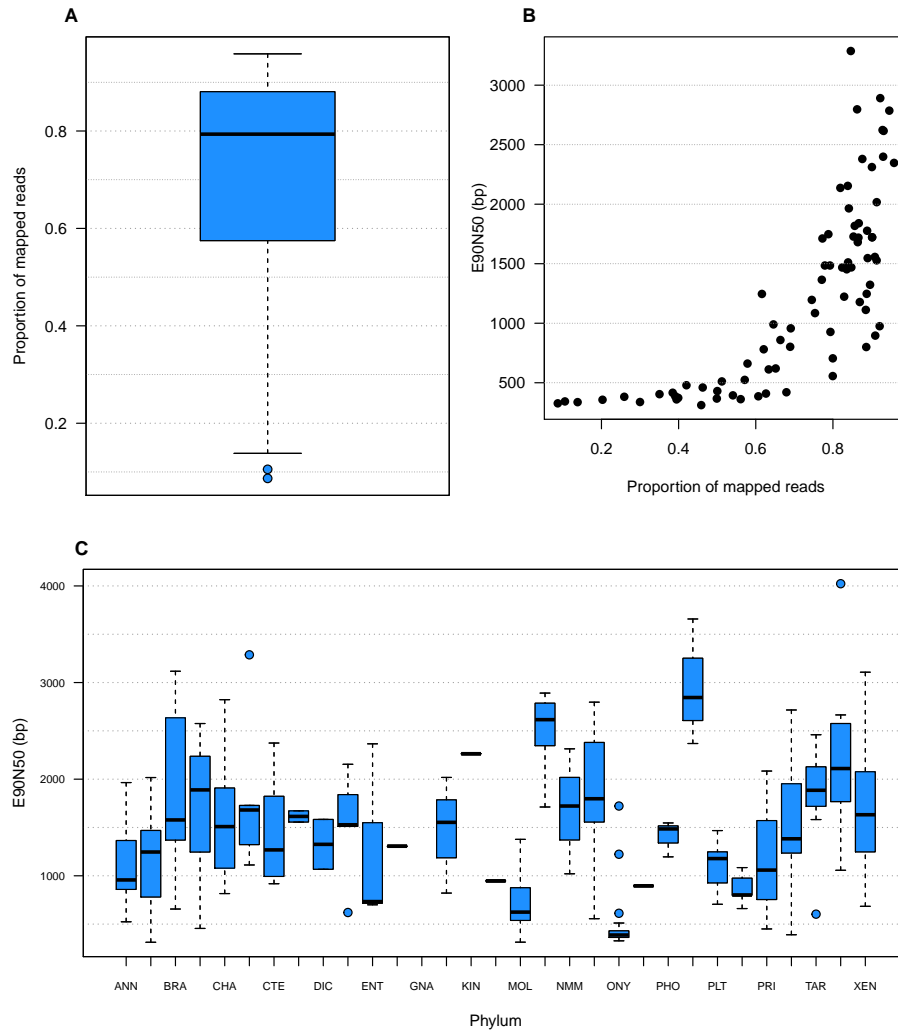 A
Proportion of mapped reads
0.8
0.6
0.4
0.2
B
E90N50 (bp)
3000
2500
2000
1500
1000
500
0.2 0.4 0.6 0.8
Proportion of mapped reads
C
E90N50 (bp)
4000
3000
2000
1000
ANN BRA CHA CTE DIC ENT GNA KIN MOL NMM ONY PHO PLT PRI TAR XEN
Phylum